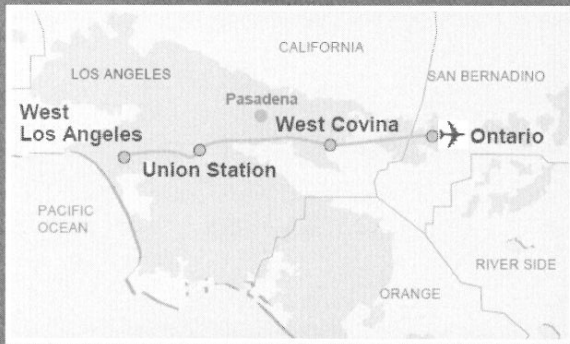 CALIFORNIA
LOS ANGELES
SAN BERNADINO
Pasadena
West
Los Angeles
West Covina
Ontario
Union Station
PACIFIC
OCEAN
RIVER SIDE
ORANGE